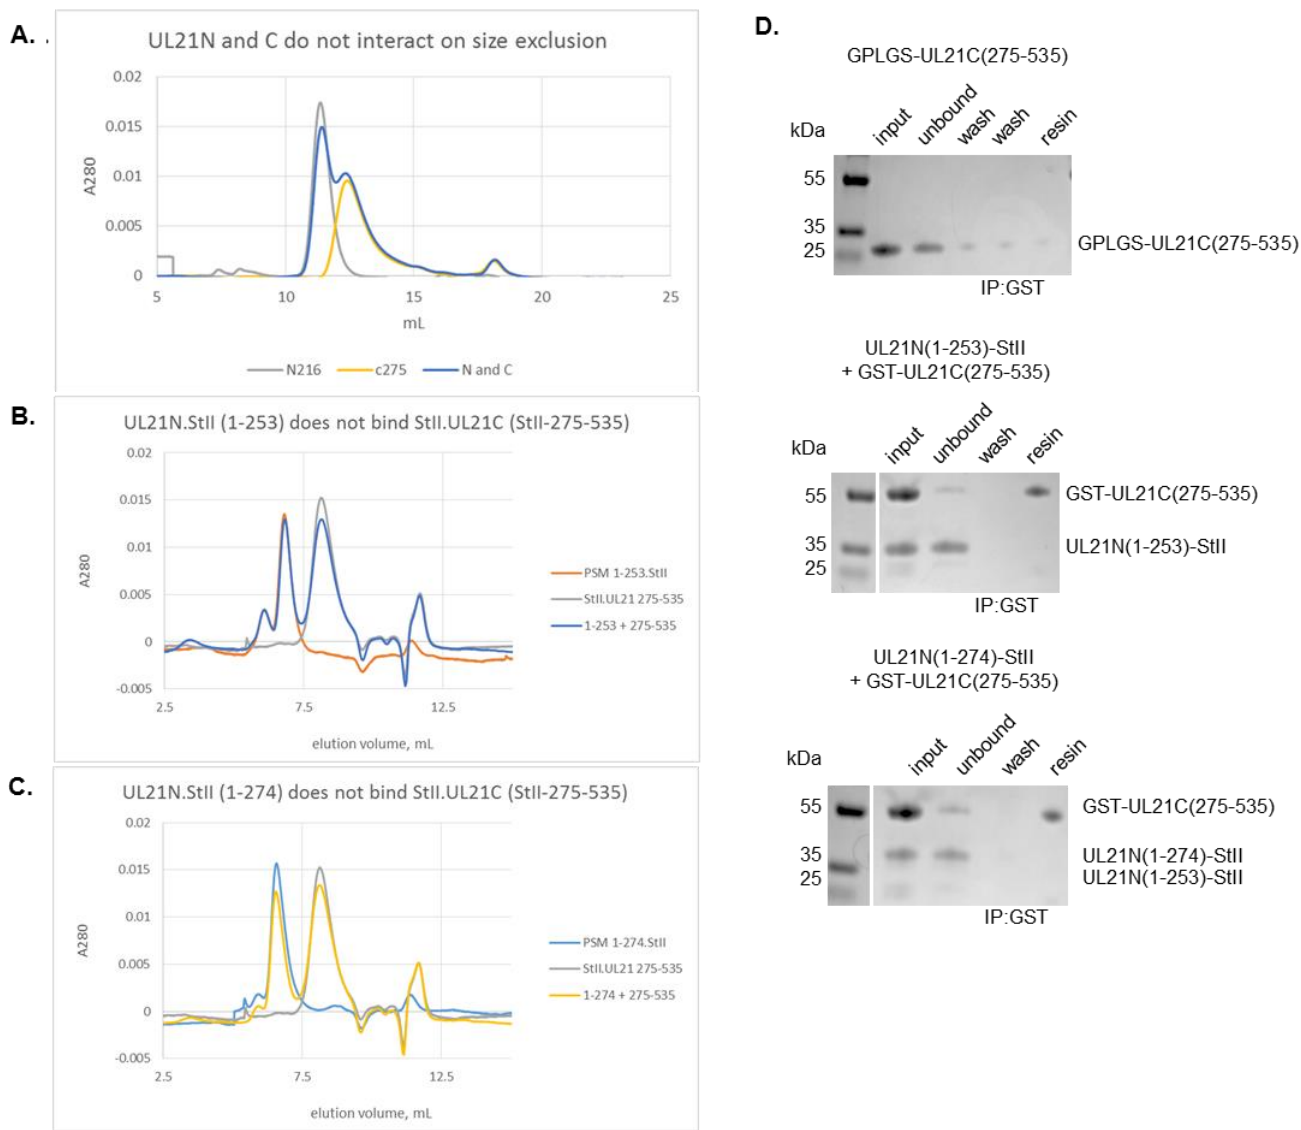 A.
UL21N and C do not interact on size exclusion
0.02
0.015
0.01
0.005
0
A280
5 10 15 20 25
mL
N216 c275 N and C
B.
UL21N.StII (1-253) does not bind StII.UL21C (StII-275-535)
0.02
0.015
0.01
0.005
0
-0.005
A280
2.5 7.5 12.5
elution volume, mL
PSM 1-253.StII
StII.UL21 275-535
1-253 + 275-535
C.
UL21N.StII (1-274) does not bind StII.UL21C (StII-275-535)
0.02
0.015
0.01
0.005
0
-0.005
A280
2.5 7.5 12.5
elution volume, mL
PSM 1-274.StII
StII.UL21 275-535
1-274 + 275-535
D.
GPLGS-UL21C(275-535)
kDa
input unbound wash wash resin
55
35
25
GPLGS-UL21C(275-535)
IP:GST
UL21N(1-253)-StII
+ GST-UL21C(275-535)
kDa
input unbound wash resin
55
35
25
GST-UL21C(275-535)
UL21N(1-253)-StII
IP:GST
UL21N(1-274)-StII
+ GST-UL21C(275-535)
kDa
input unbound wash resin
55
35
25
GST-UL21C(275-535)
UL21N(1-274)-StII
UL21N(1-253)-StII
IP:GST